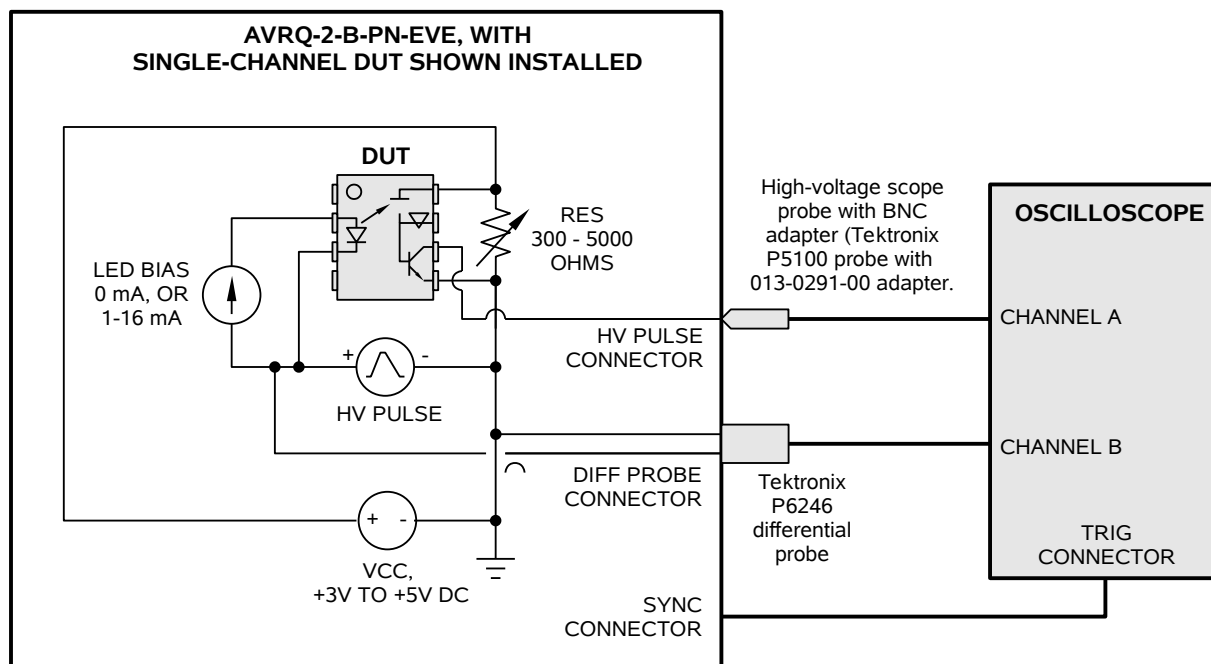 AVRQ-2-B-PN-EVE, WITH
SINGLE-CHANNEL DUT SHOWN INSTALLED
DUT
RES
300 - 5000
OHMS
LED BIAS
0 mA, OR
1-16 mA
+
-
HV PULSE
HV PULSE
CONNECTOR
DIFF PROBE
CONNECTOR
+
-
VCC,
+3V TO +5V DC
SYNC
CONNECTOR
High-voltage scope
probe with BNC
adapter (Tektronix
P5100 probe with
013-0291-00 adapter.
Tektronix
P6246
differential
probe
OSCILLOSCOPE
CHANNEL A
CHANNEL B
TRIG
CONNECTOR